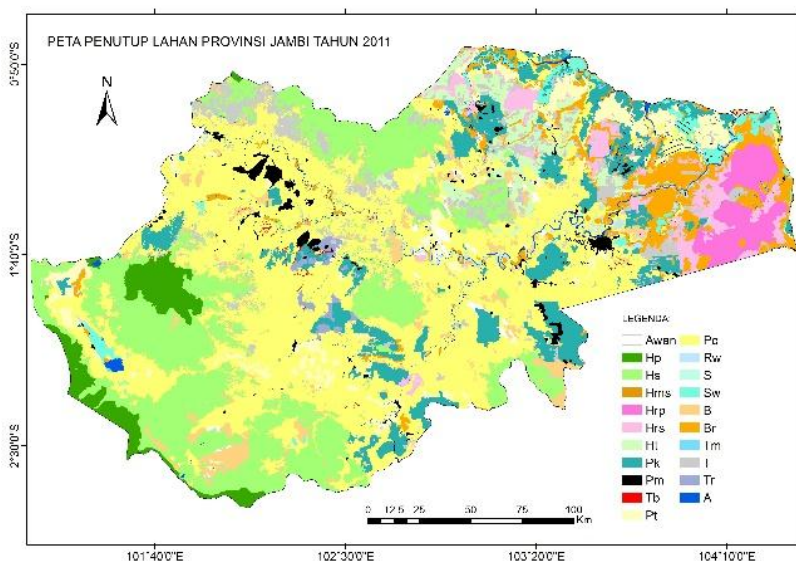 PETA PENUTUP LAHAN PROVINSI JAMBI TAHUN 2011
N
0°50'0"S
1°40'0"S
2°30'0"S
101°40'0"E
102°30'0"E
103°20'0"E
104°10'0"E
LEGENDA:
Awan
Hp
Hs
Hms
Hrp
Hrs
Ht
Pk
Pm
Tb
Pt
Pc
Rw
S
Sw
B
Br
Tm
T
Tr
A
0 12.5 25 50 75 100
Km